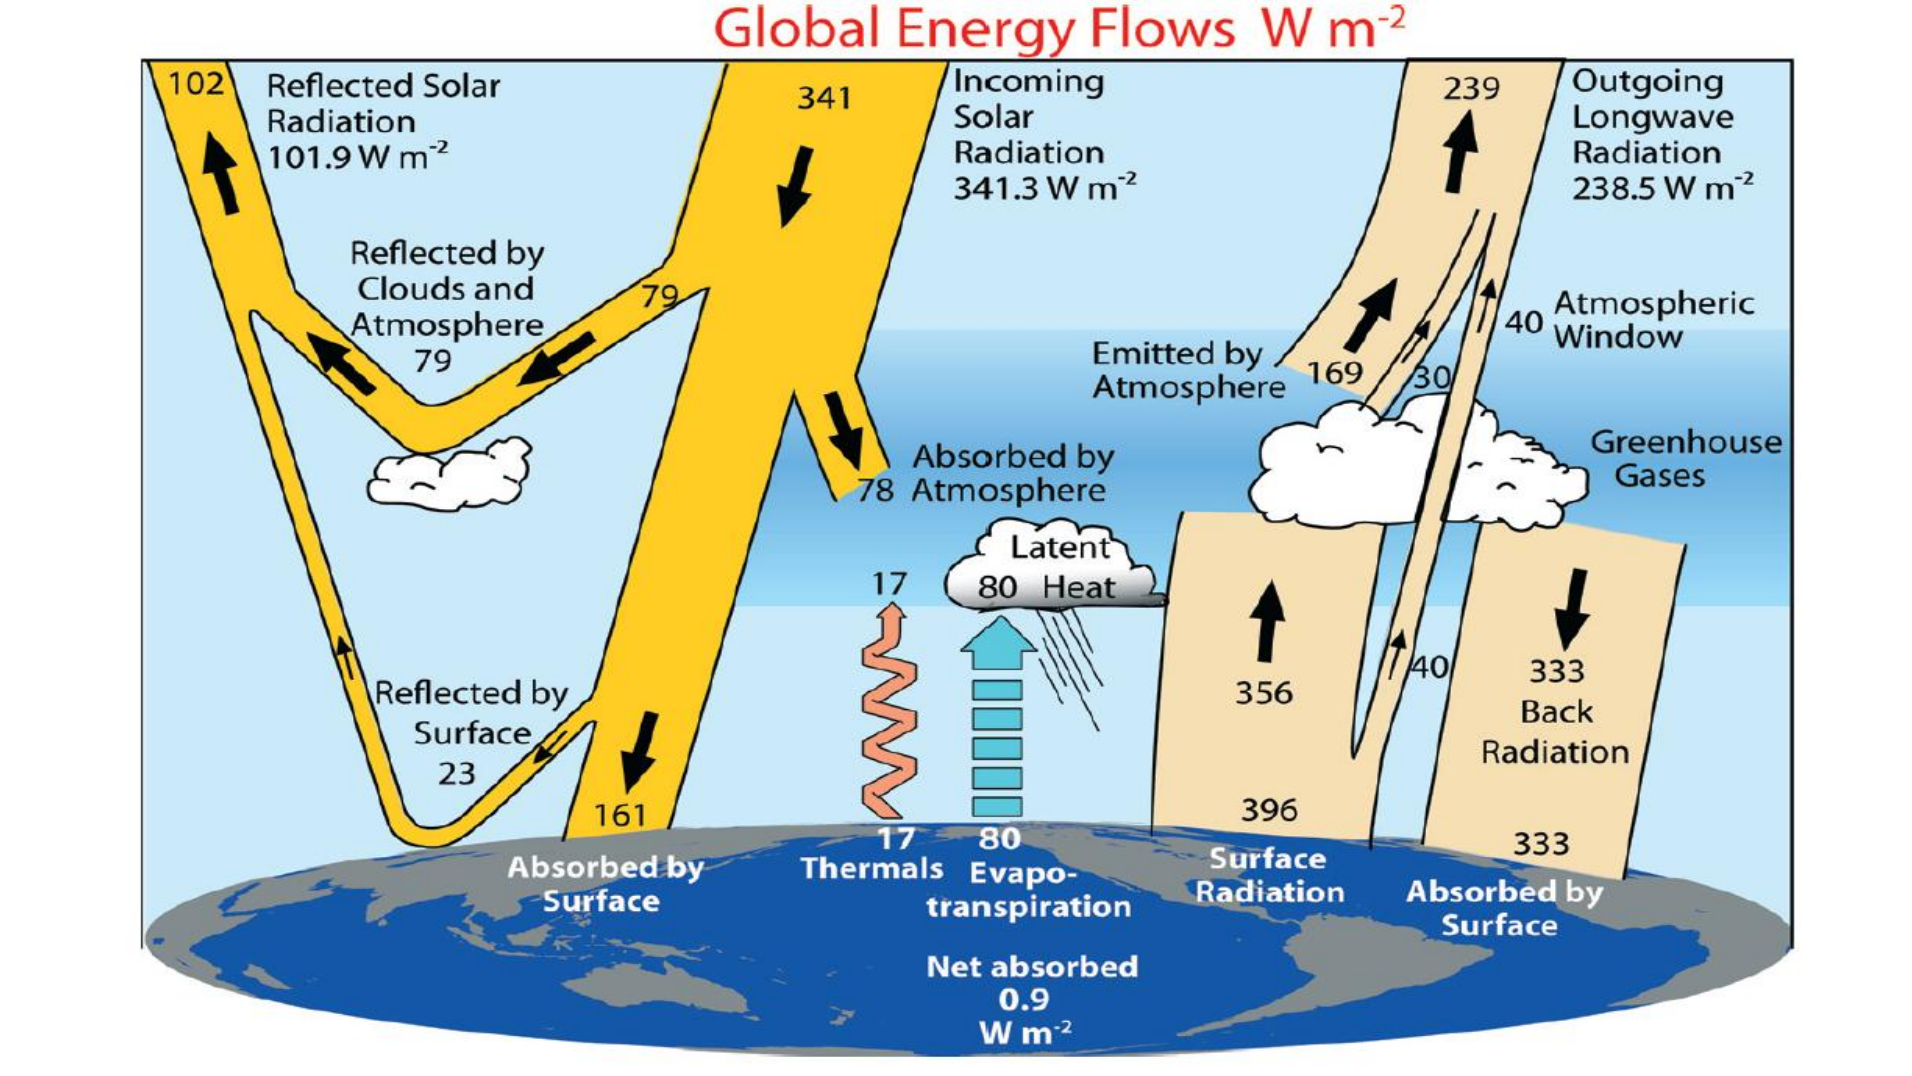 Global Energy Flows W m-2
102
Reflected Solar
Radiation
101.9 W m-2
341
Incoming
Solar
Radiation
341.3 W m-2
239
Outgoing
Longwave
Radiation
238.5 W m-2
Reflected by
Clouds and
Atmosphere
79
79
Emitted by
Atmosphere
169
30
40
Atmospheric
Window
Greenhouse
Gases
Absorbed by
78 Atmosphere
17
Latent
80 Heat
Reflected by
Surface
23
161
356
40
333
Back
Radiation
396
333
Absorbed by
Surface
17
Thermals
80
Evapo-
transpiration
Surface
Radiation
Absorbed by
Surface
Net absorbed
0.9
W m-2